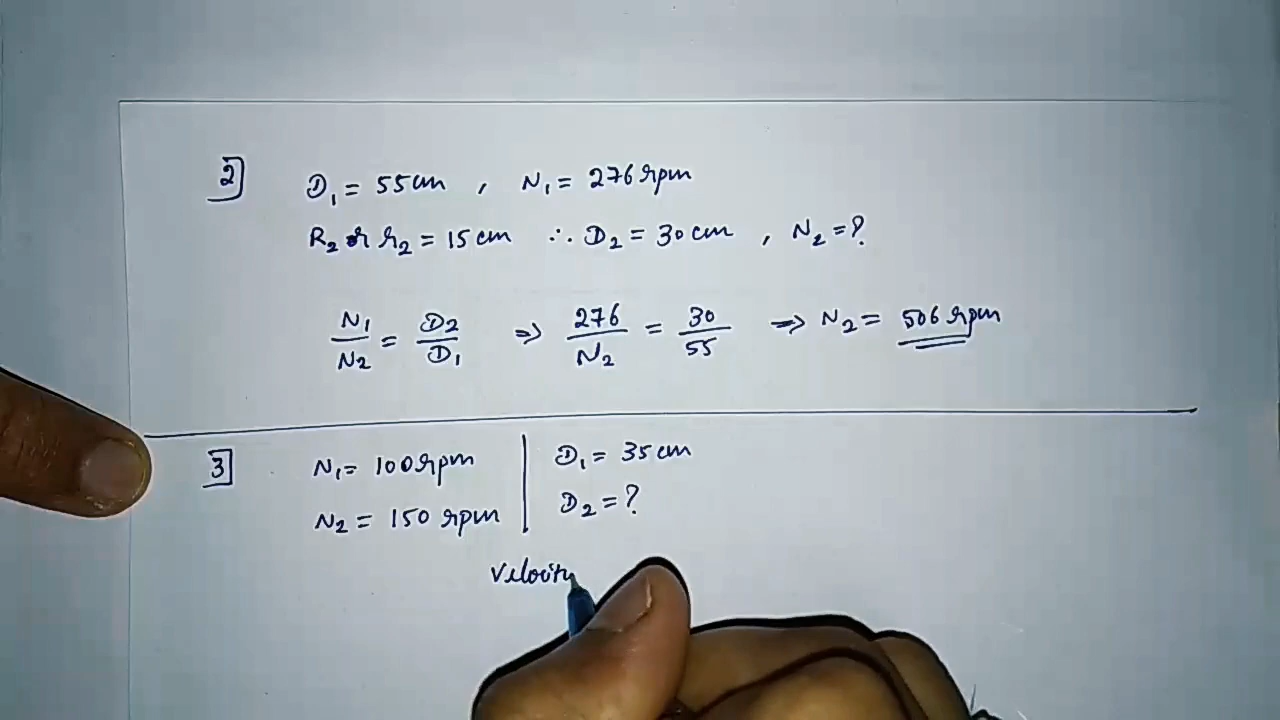 2] D₁ = 55 cm , N₁ = 276 rpm
R₂ or r₂ = 15 cm ∴ D₂ = 30 cm , N₂ = ?
N₁/N₂ = D₂/D₁ ⇒ 276/N₂ = 30/55 ⇒ N₂ = 506 rpm
3] N₁ = 100 rpm | D₁ = 35 cm
N₂ = 150 rpm | D₂ = ?
Velocity